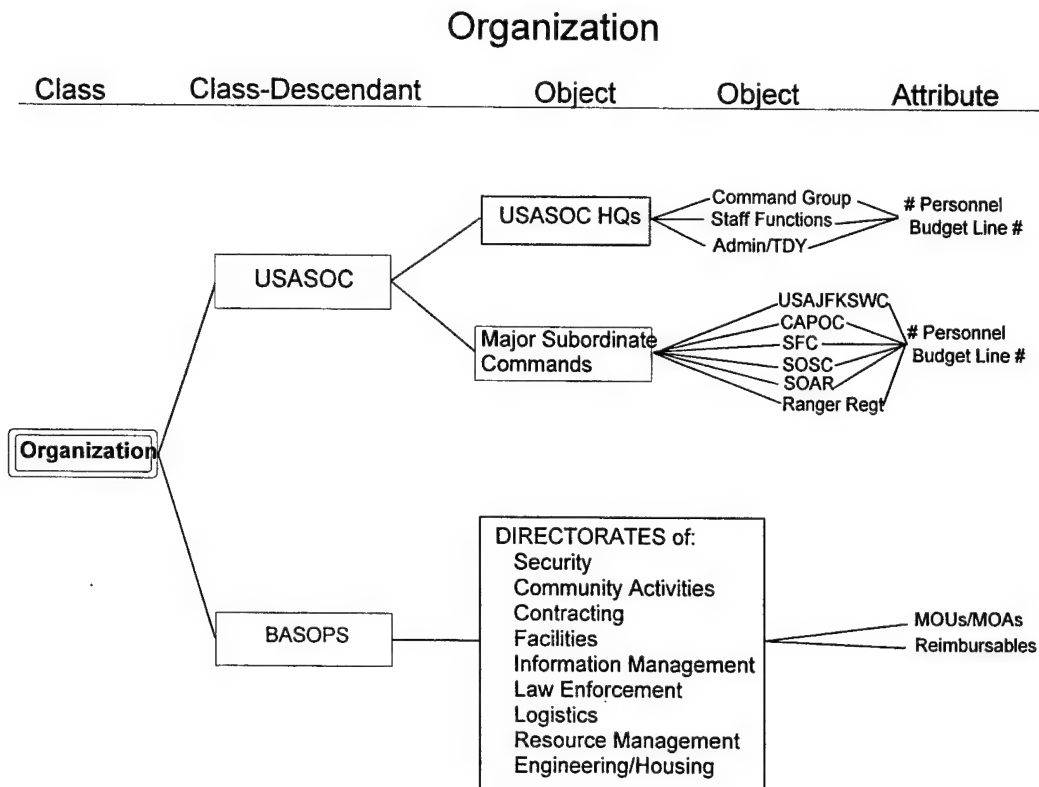 Organization
Class Class-Descendant Object Object Attribute
USASOC HQs
Command Group
Staff Functions
Admin/TDY
# Personnel
Budget Line #
USASOC
Major Subordinate
Commands
USAJFKSWC
CAPOC
SFC
SOSC
SOAR
Ranger Regt
# Personnel
Budget Line #
Organization
DIRECTORATES of:
Security
Community Activities
Contracting
Facilities
Information Management
Law Enforcement
Logistics
Resource Management
Engineering/Housing
BASOPS
MOUs/MOAs
Reimbursables